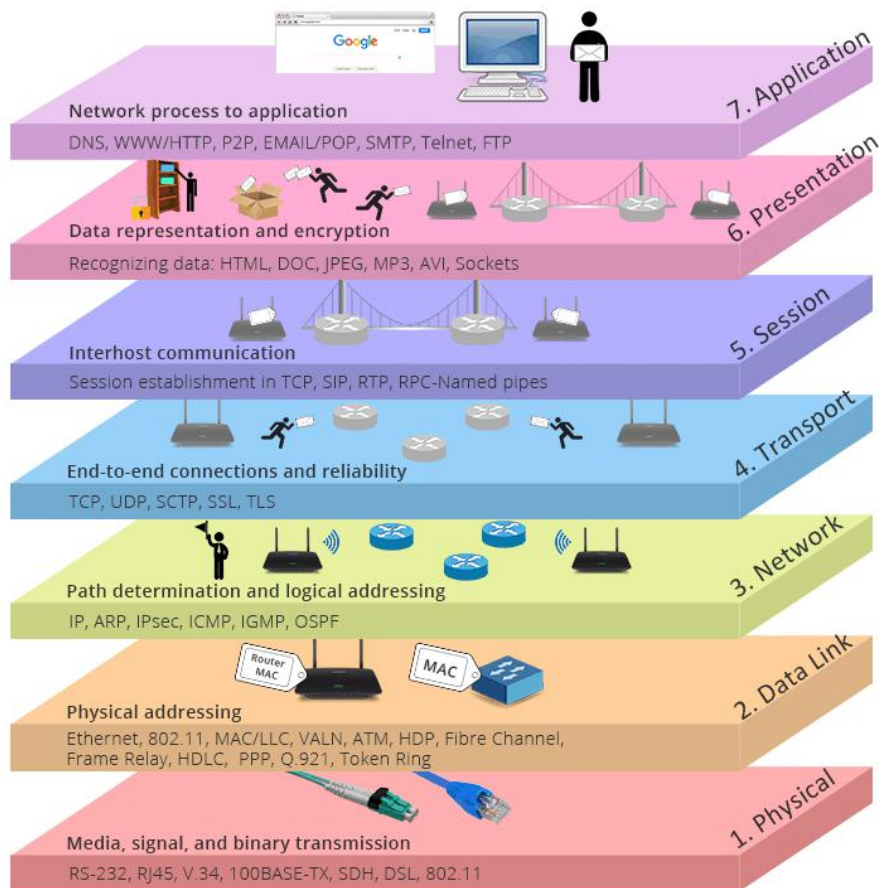 Google
Network process to application
7. Application
DNS, WWW/HTTP, P2P, EMAIL/POP, SMTP, Telnet, FTP
Data representation and encryption
6. Presentation
Recognizing data: HTML, DOC, JPEG, MP3, AVI, Sockets
Interhost communication
5. Session
Session establishment in TCP, SIP, RTP, RPC-Named pipes
End-to-end connections and reliability
4. Transport
TCP, UDP, SCTP, SSL, TLS
Path determination and logical addressing
3. Network
IP, ARP, IPsec, ICMP, IGMP, OSPF
Router
MAC
MAC
Physical addressing
2. Data Link
Ethernet, 802.11, MAC/LLC, VALN, ATM, HDP, Fibre Channel,
Frame Relay, HDLC, PPP, Q.921, Token Ring
Media, signal, and binary transmission
1. Physical
RS-232, RJ45, V.34, 100BASE-TX, SDH, DSL, 802.11